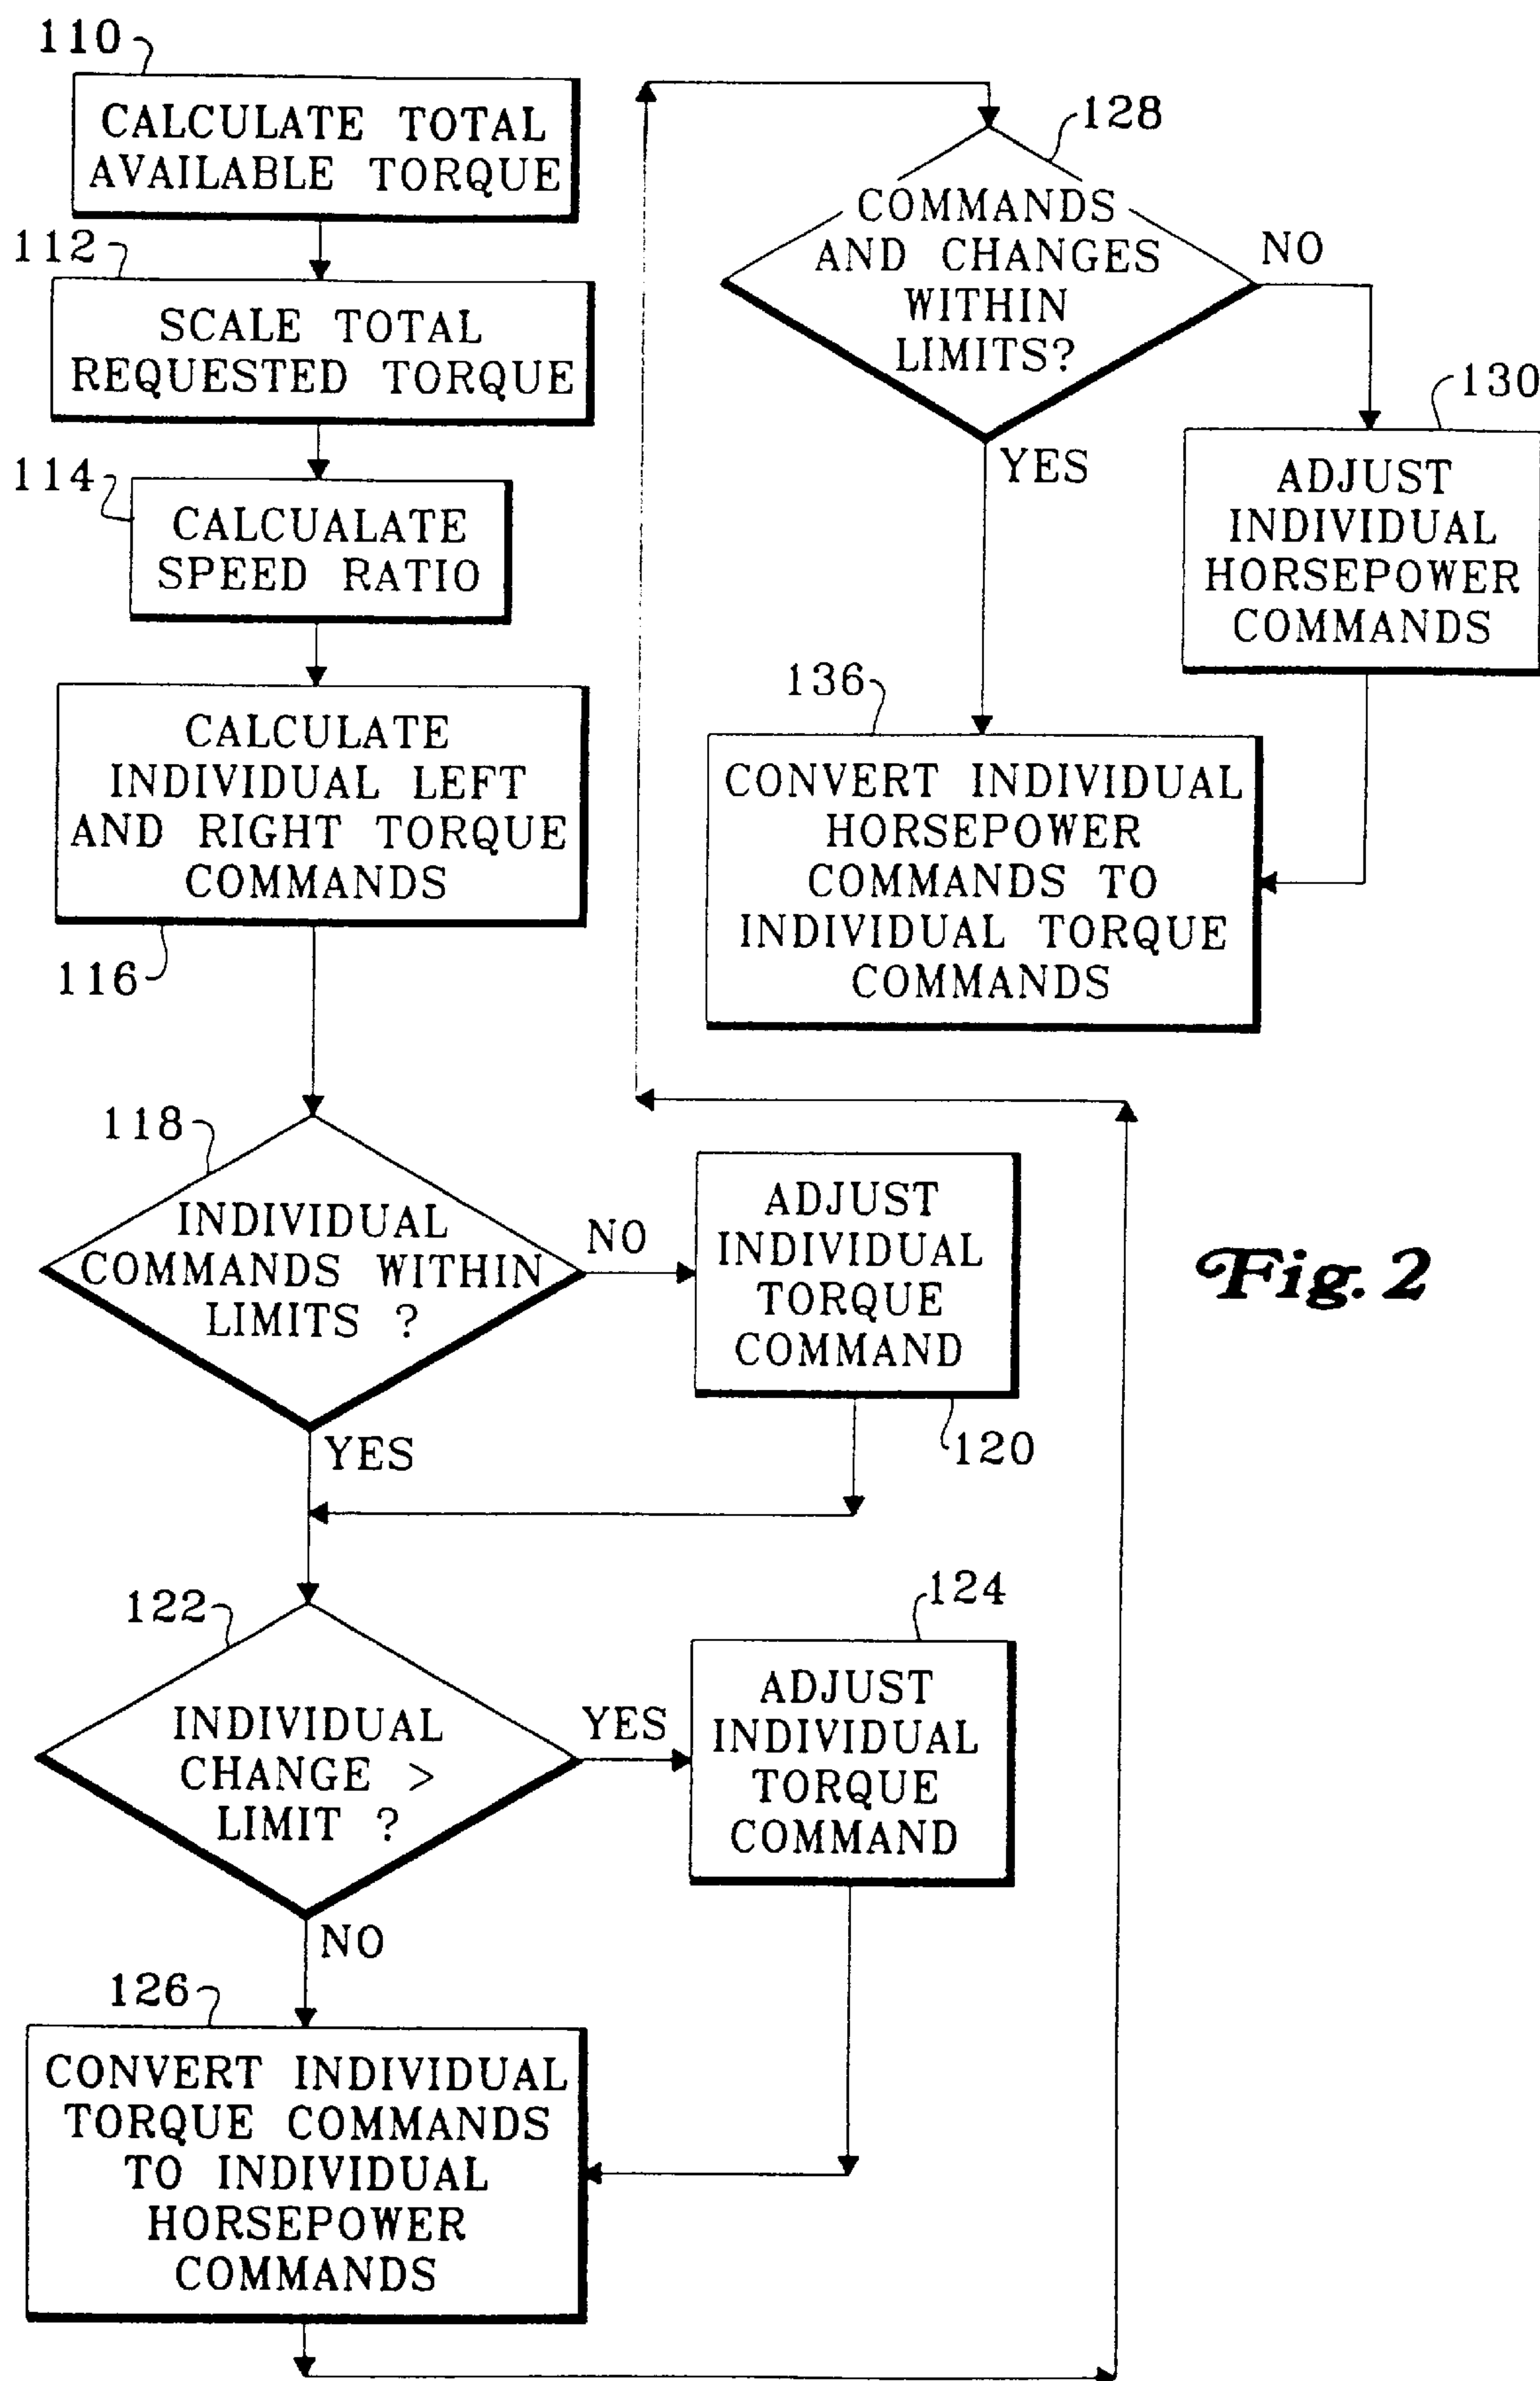 110
CALCULATE TOTAL
AVAILABLE TORQUE
112
SCALE TOTAL
REQUESTED TORQUE
114
CALCUALATE
SPEED RATIO
CALCULATE
INDIVIDUAL LEFT
AND RIGHT TORQUE
COMMANDS
116
118
INDIVIDUAL
COMMANDS WITHIN
LIMITS ?
NO
YES
ADJUST
INDIVIDUAL
TORQUE
COMMAND
120
122
INDIVIDUAL
CHANGE >
LIMIT ?
YES
NO
124
ADJUST
INDIVIDUAL
TORQUE
COMMAND
126
CONVERT INDIVIDUAL
TORQUE COMMANDS
TO INDIVIDUAL
HORSEPOWER
COMMANDS
128
COMMANDS
AND CHANGES
WITHIN
LIMITS?
NO
YES
130
ADJUST
INDIVIDUAL
HORSEPOWER
COMMANDS
136
CONVERT INDIVIDUAL
HORSEPOWER
COMMANDS TO
INDIVIDUAL TORQUE
COMMANDS
Fig. 2